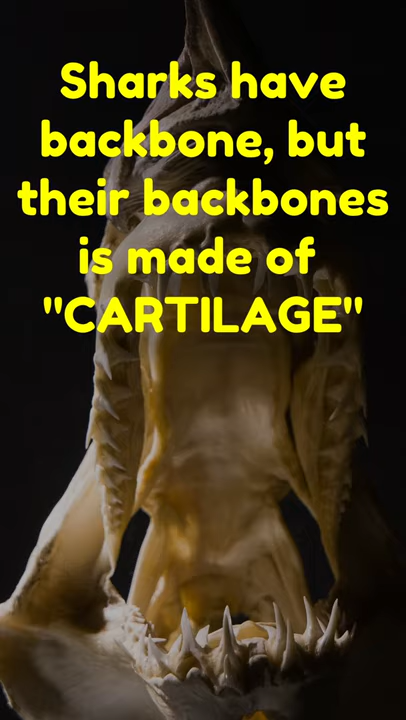 Sharks have
backbone, but
their backbones
is made of
"CARTILAGE"